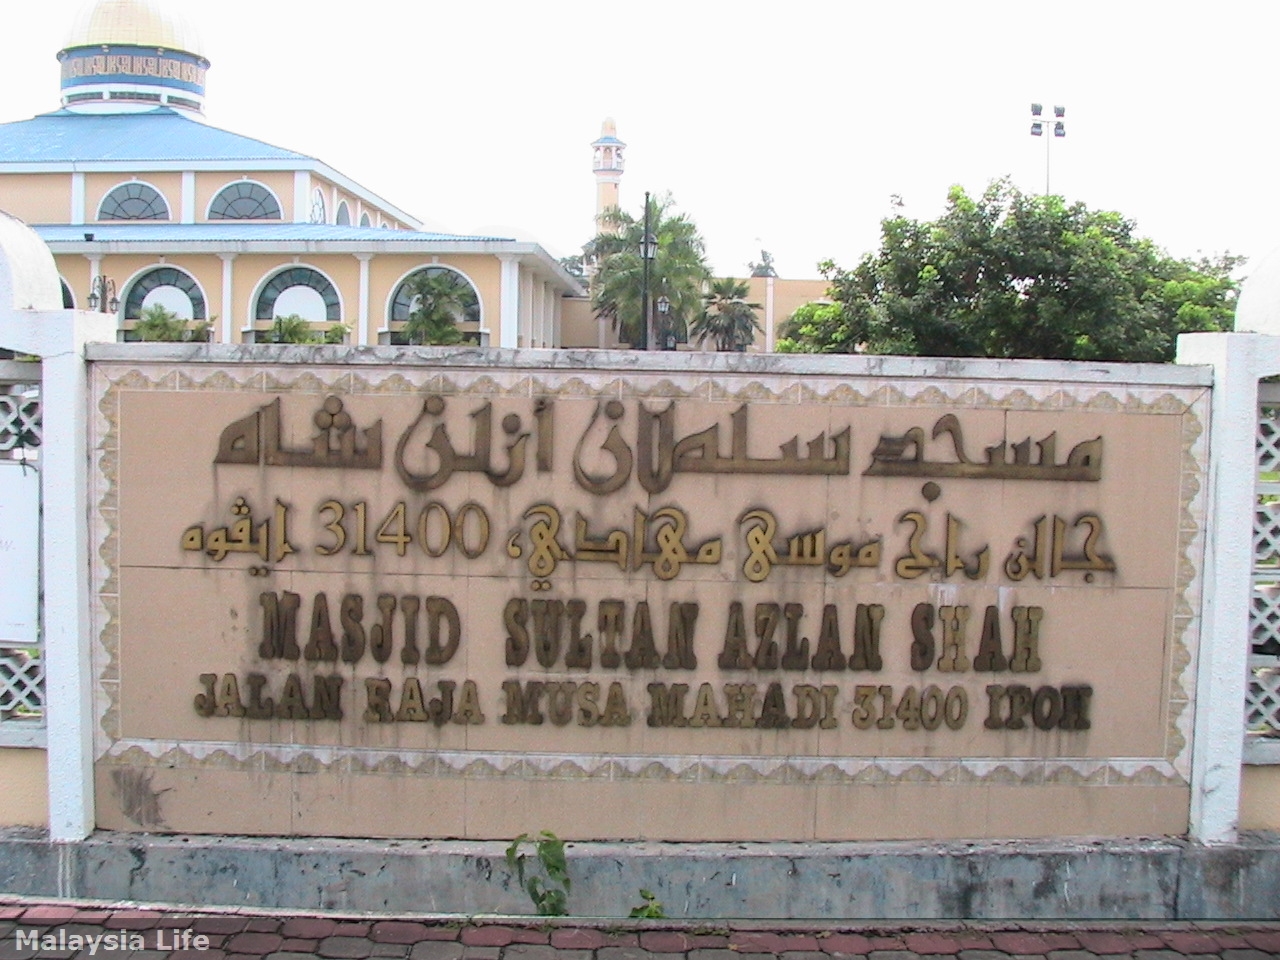 مسجد سلطان أزلن شاه
جالن راج موسى مهادي، 31400 ايڤوه
MASJID SULTAN AZLAN SHAH
JALAN RAJA MUSA MAHADI 31400 IPOH
Malaysia Life